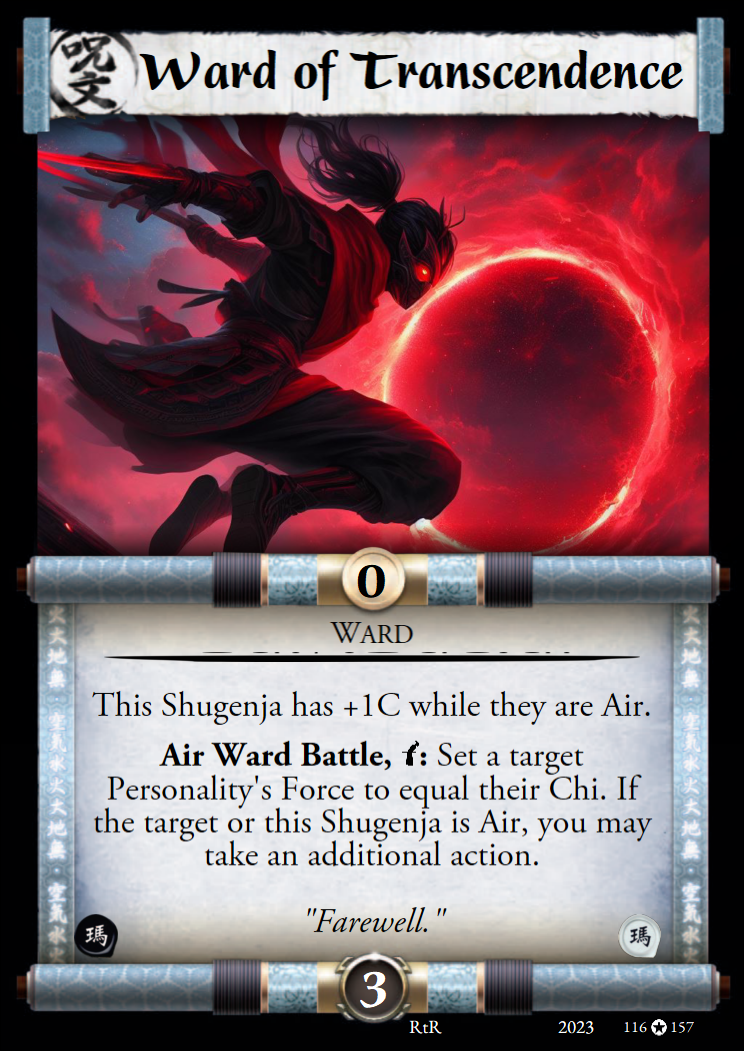 呪文
Ward of Transcendence
0
Ward
This Shugenja has +1C while they are Air.
Air Ward Battle, : Set a target
Personality's Force to equal their Chi. If
the target or this Shugenja is Air, you may
take an additional action.
"Farewell."
瑪
瑪
3
RtR 2023 116 157